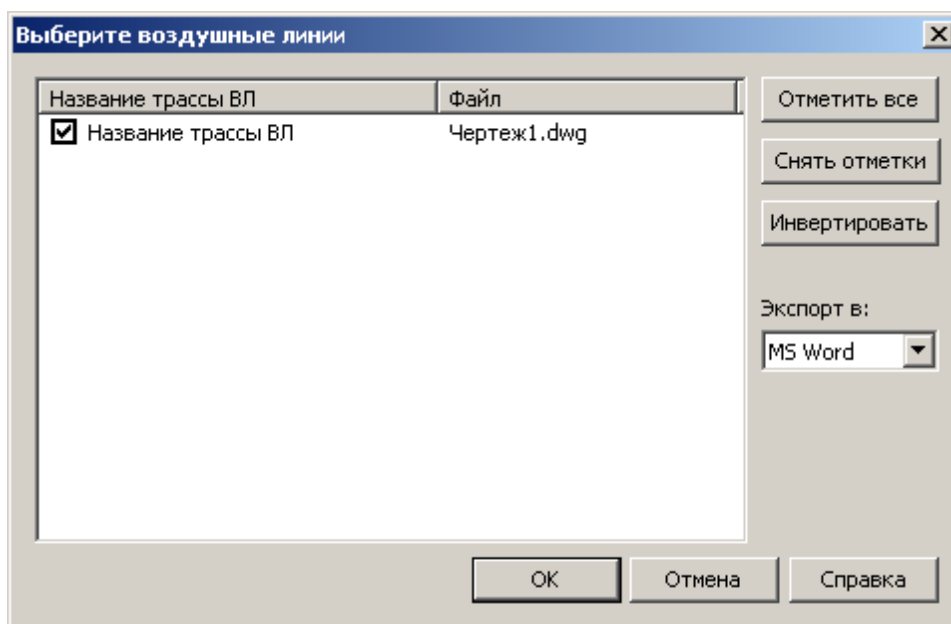 Выберите воздушные линии
Название трассы ВЛ Файл
Название трассы ВЛ Чертеж1.dwg
Отметить все
Снять отметки
Инвертировать
Экспорт в:
MS Word
OK Отмена Справка